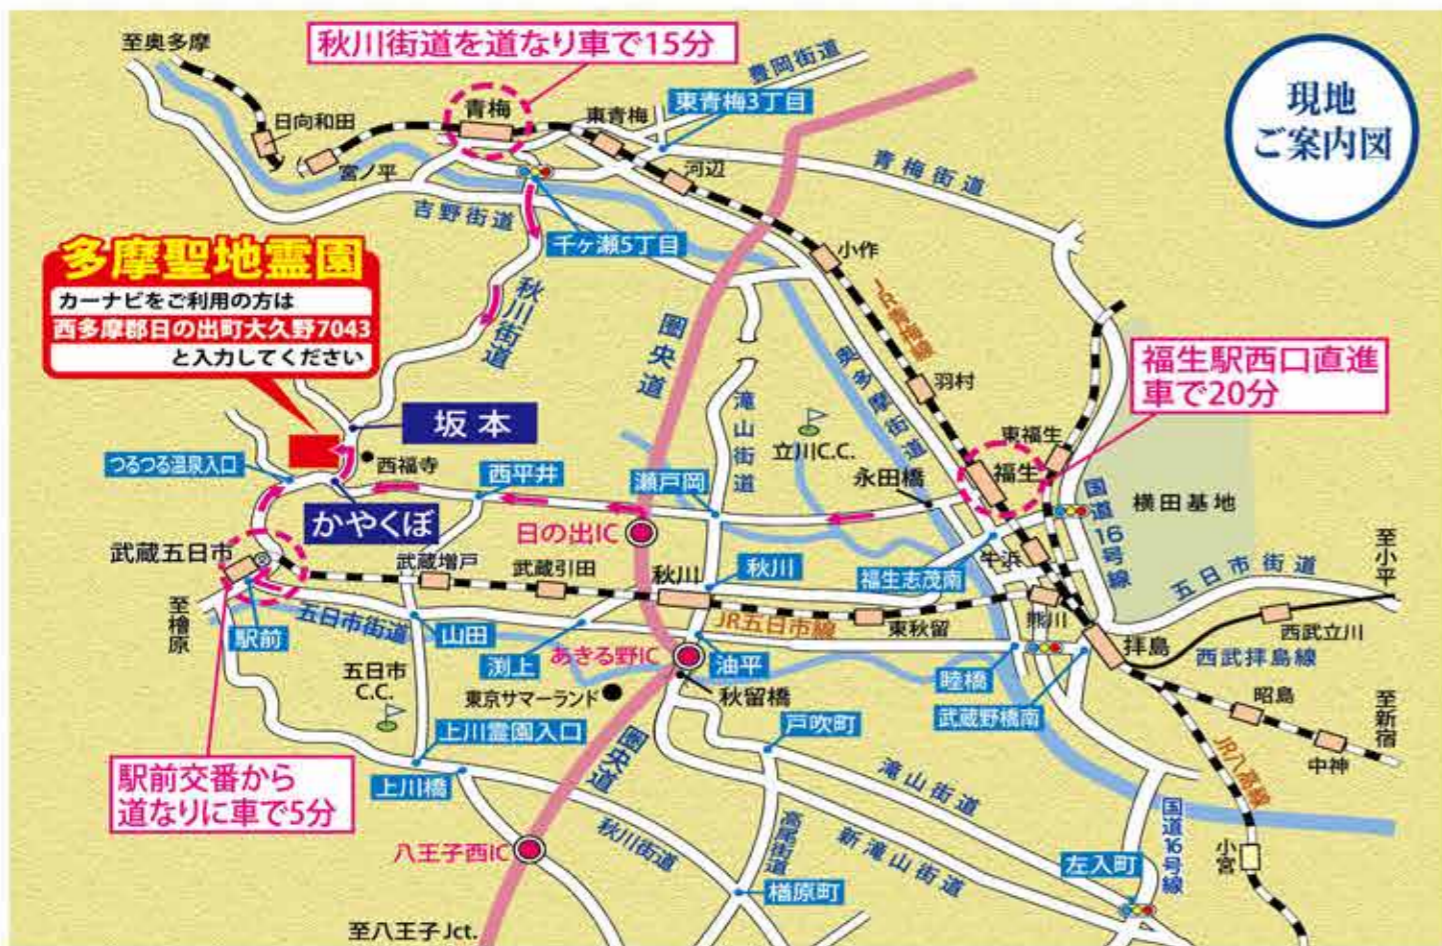 至奥多摩
秋川街道を道なり車で15分
豊岡街道
現地
ご案内図
青梅
東青梅
東青梅3丁目
日向和田
宮ノ平
河辺
青梅街道
吉野街道
千ヶ瀬5丁目
小作
多摩聖地霊園
カーナビをご利用の方は
西多摩郡日の出町大久野7043
と入力してください
秋川街道
圏央道
JR青梅線
奥多摩街道
羽村
福生駅西口直進
車で20分
滝山街道
立川C.C.
坂本
つるつる温泉入口
西福寺
西平井
瀬戸岡
永田橋
東福生
福生
国道16号線
横田基地
かやくぼ
日の出IC
武蔵五日市
武蔵増戸
武蔵引田
秋川
秋川
福生志茂南
牛浜
五日市街道
至小平
至檜原
駅前
五日市街道
山田
渕上
あきる野IC
油平
JR五日市線
東秋留
熊川
拝島
西武立川
西武拝島線
五日市
C.C.
東京サマーランド
秋留橋
睦橋
武蔵野橋南
昭島
至新宿
中神
上川霊園入口
戸吹町
圏央道
駅前交番から
道なりに車で5分
上川橋
滝山街道
JR八高線
八王子西IC
秋川街道
高尾街道
新滝山街道
国道16号線
小宮
左入町
楢原町
至八王子Jct.